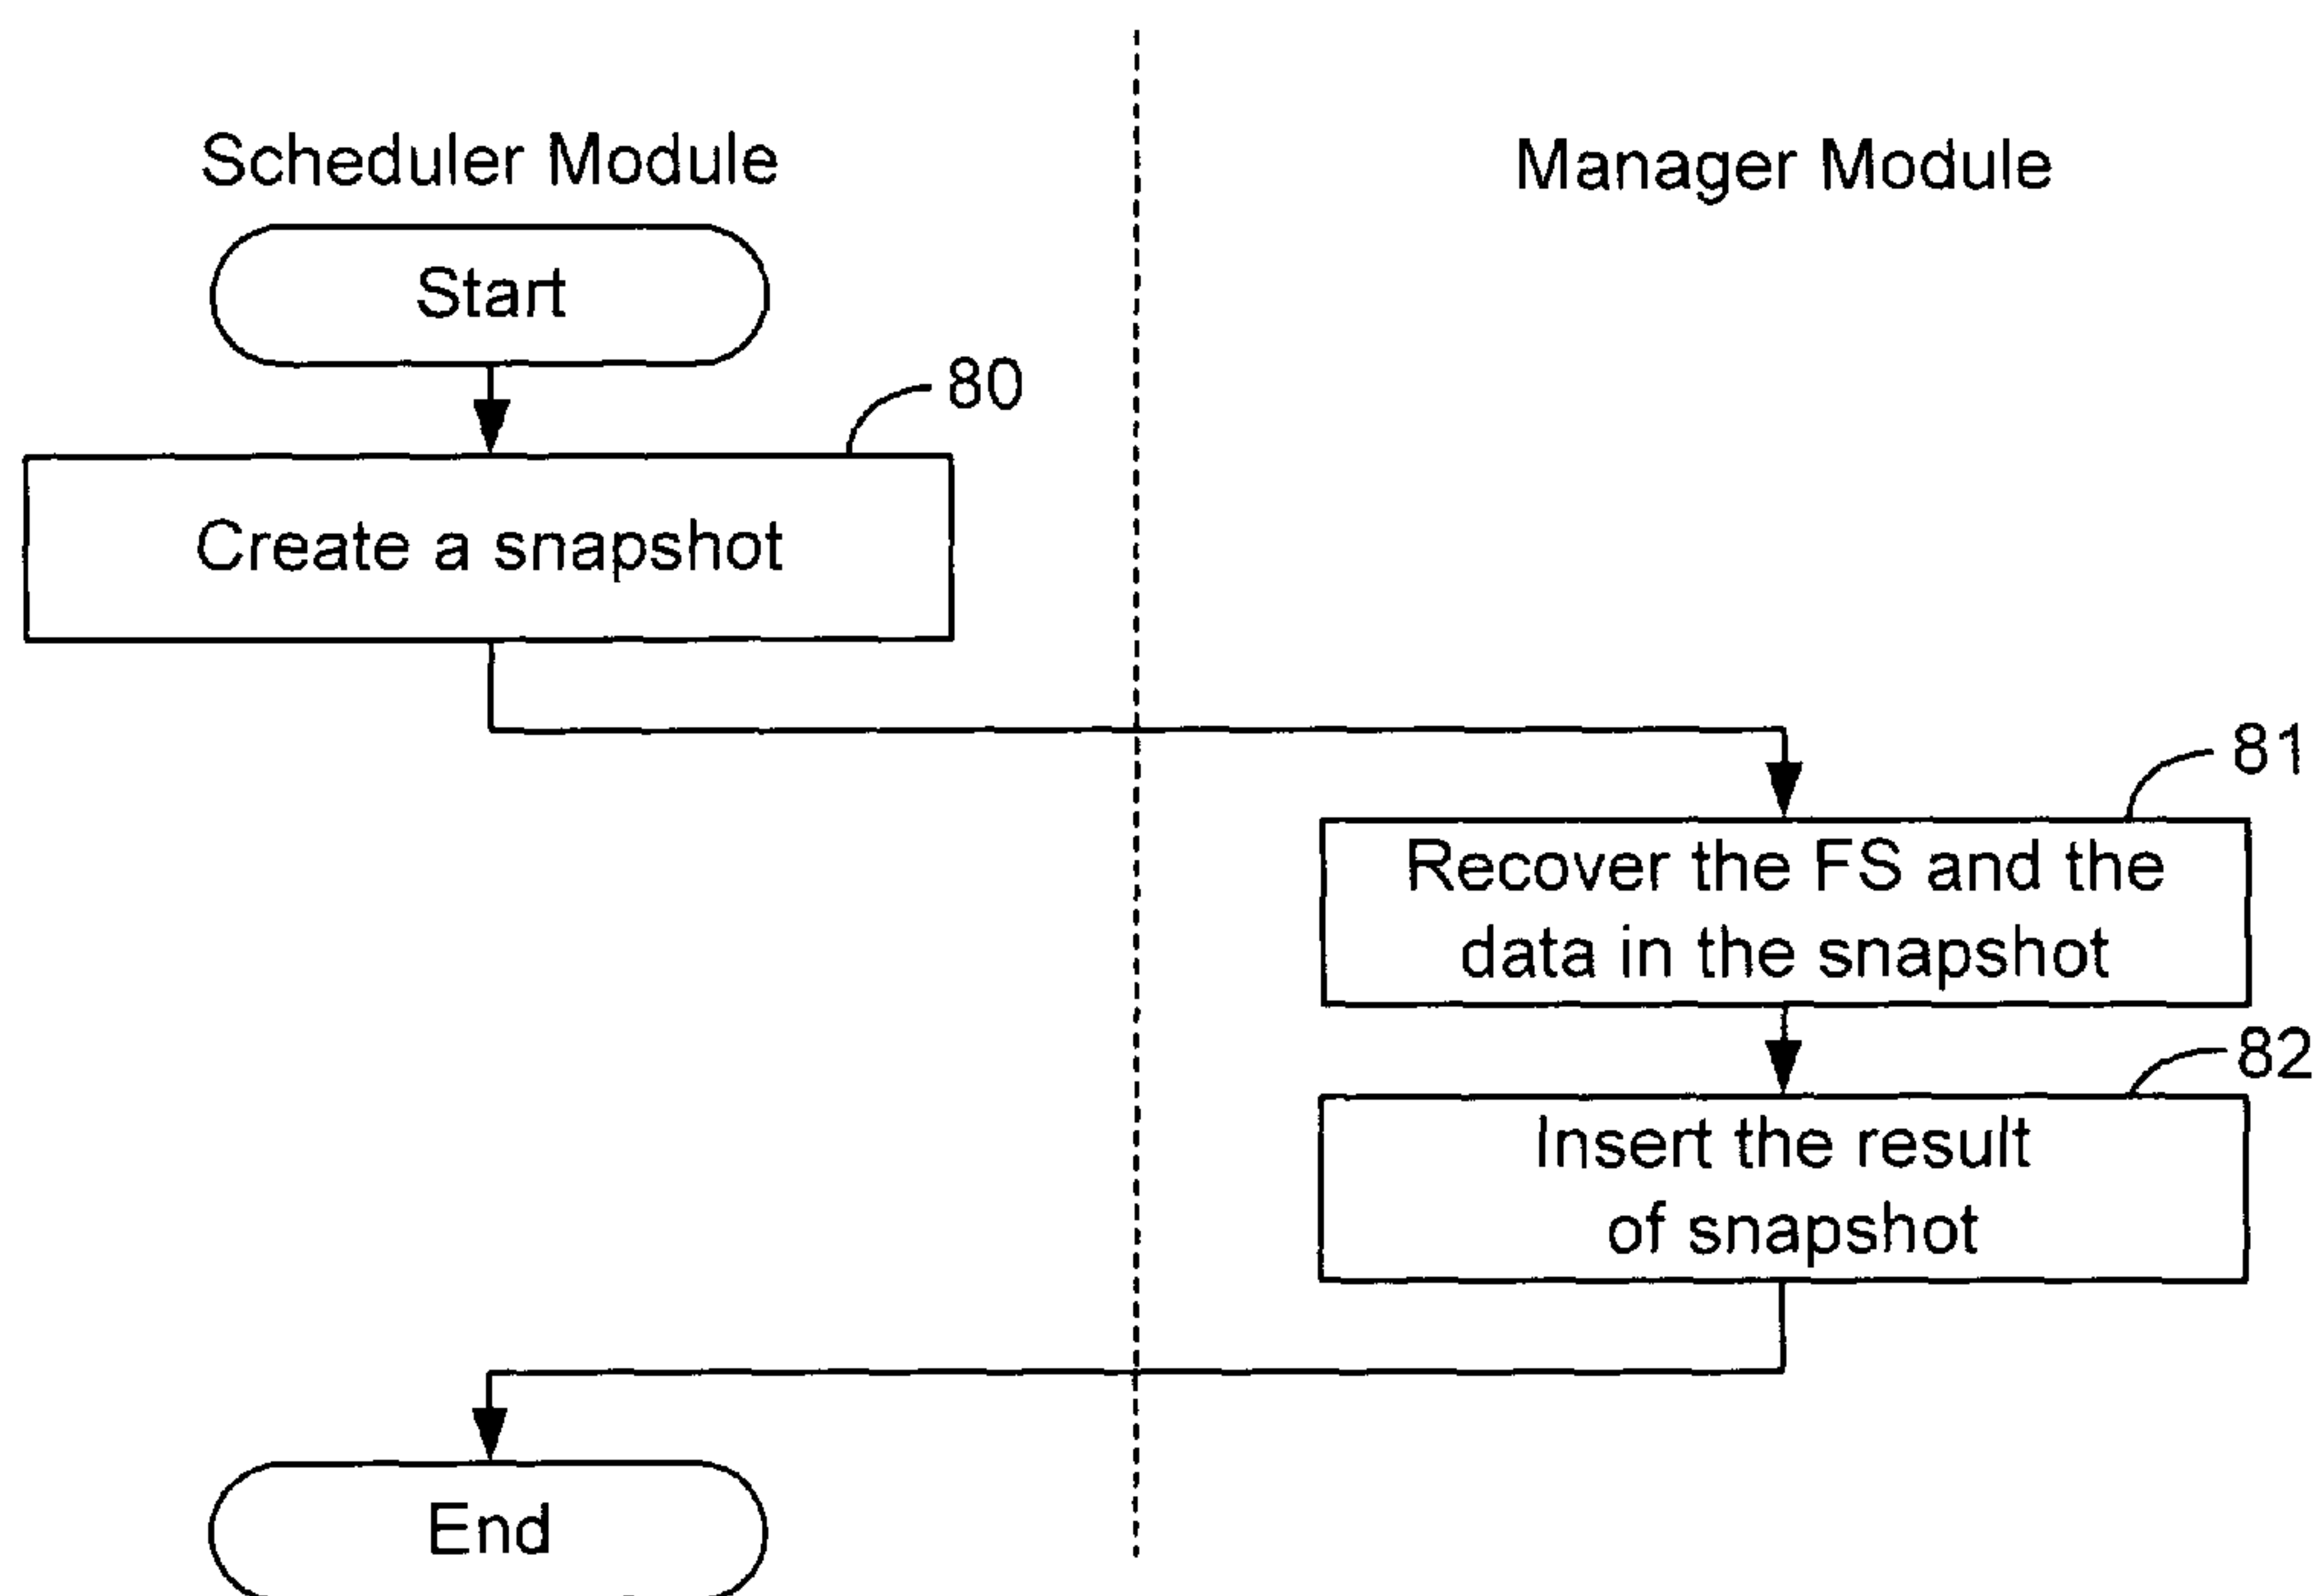 Scheduler Module
Manager Module
Start
80
Create a snapshot
81
Recover the FS and the
data in the snapshot
82
Insert the result
of snapshot
End